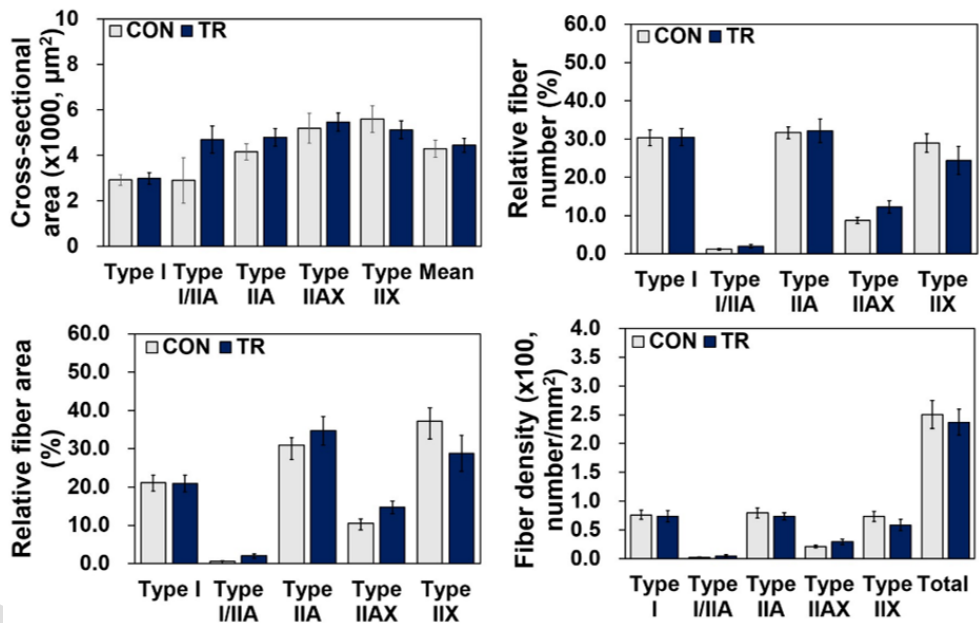 Cross-sectional
area (x1000, µm²)
10
8
6
4
2
0
CON TR
Type I Type Type Type Type Mean
I/IIA IIA IIAX IIX
Relative fiber
number (%)
60.0
50.0
40.0
30.0
20.0
10.0
0.0
CON TR
Type I Type Type Type Type
I/IIA IIA IIAX IIX
Relative fiber area
(%)
60.0
50.0
40.0
30.0
20.0
10.0
0.0
CON TR
Type I Type Type Type Type
I/IIA IIA IIAX IIX
Fiber density (x100,
number/mm²)
4.0
3.5
3.0
2.5
2.0
1.5
1.0
0.5
0.0
CON TR
Type Type Type Type Type Total
I I/IIA IIA IIAX IIX